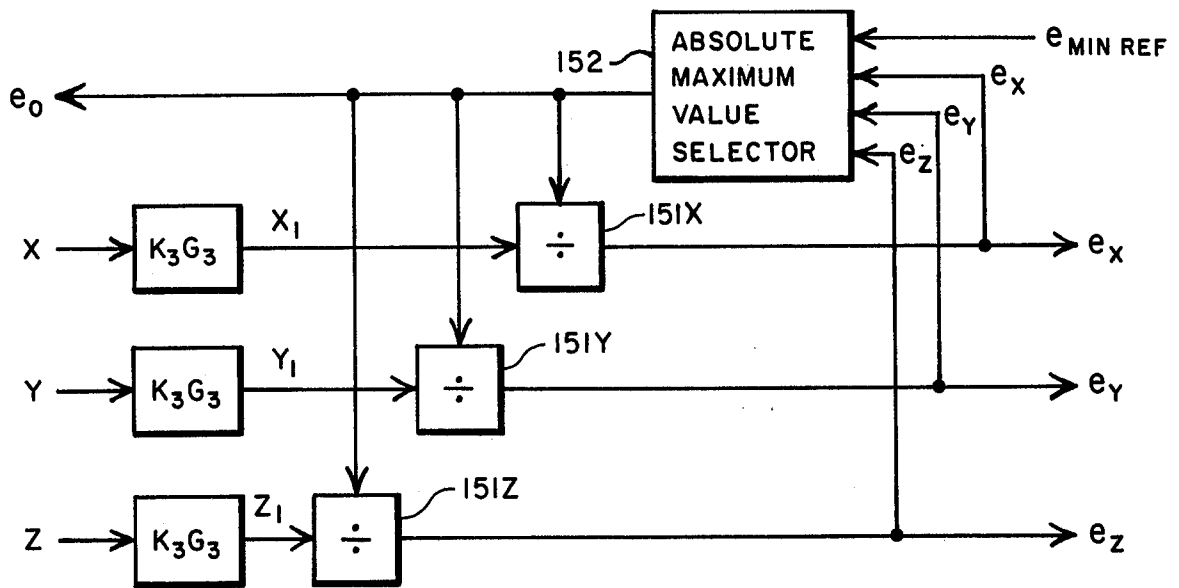 ABSOLUTE
MAXIMUM
VALUE
SELECTOR
152
e MIN REF
eX
eY
eZ
eO
X
K3G3
X1
÷
151X
eX
Y
K3G3
Y1
÷
151Y
eY
Z
K3G3
Z1
÷
151Z
eZ